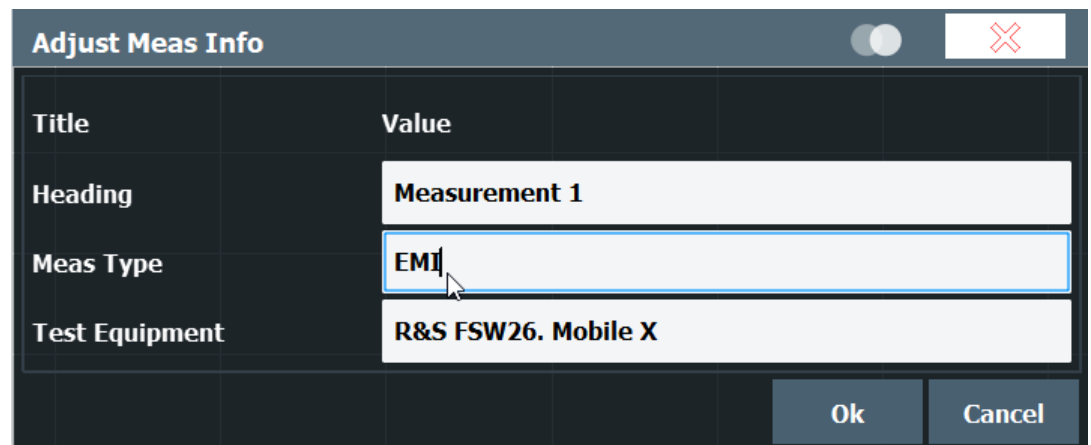 Adjust Meas Info
Title Value
Heading Measurement 1
Meas Type EMI
Test Equipment R&S FSW26. Mobile X
Ok Cancel